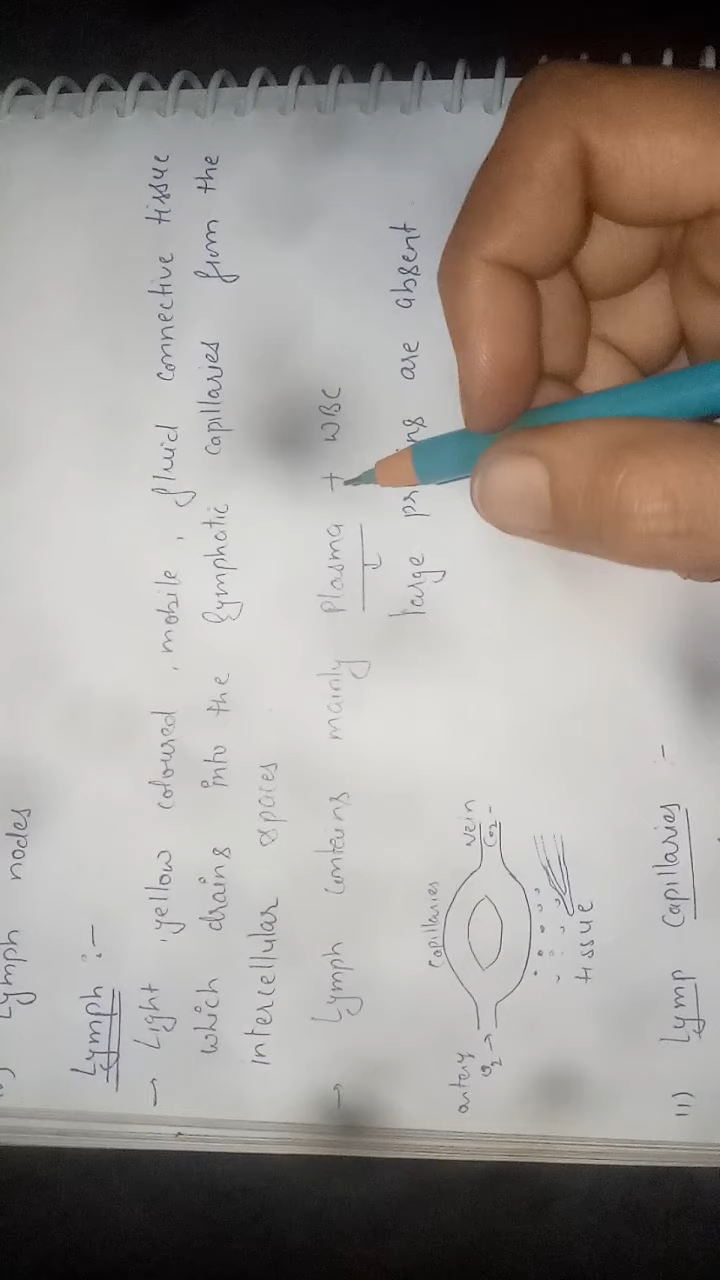 Lymph nodes
Lymph :-
→ Light yellow coloured, mobile, fluid connective tissue
which drains into the lymphatic capillaries from the
intercellular spaces
→ Lymph contains mainly Plasma + WBC
large are absent.
Capillaries
artery
O2 →
vein
CO2 -
tissue
11) Lymp Capillaries :-